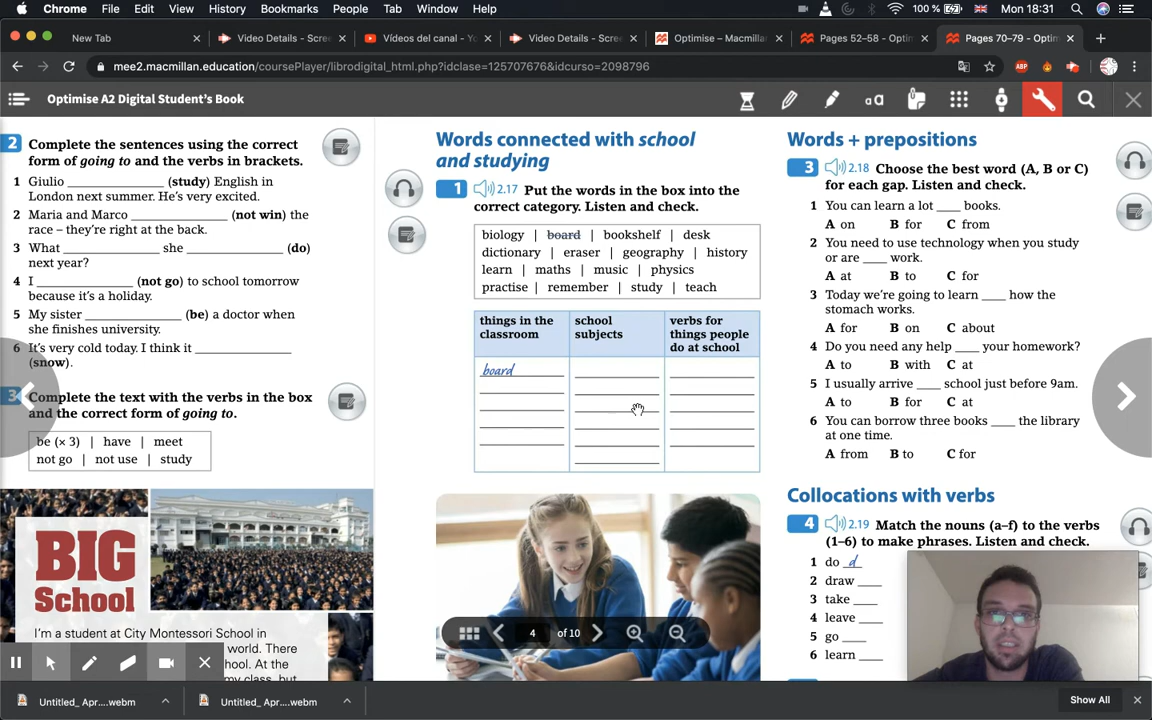 Chrome File Edit View History Bookmarks People Tab Window Help 100 % Mon 18:31
New Tab Video Details - Scree Vídeos del canal - Yo Video Details - Scree Optimise – Macmilla Pages 52–58 - Optim Pages 70–79 - Optim
mee2.macmillan.education/coursePlayer/librodigital_html.php?idclase=125707676&idcurso=2098796
Optimise A2 Digital Student's Book
2 Complete the sentences using the correct
form of going to and the verbs in brackets.
1 Giulio ______________ (study) English in
London next summer. He's very excited.
2 Maria and Marco ______________ (not win) the
race – they're right at the back.
3 What ______________ she ______________ (do)
next year?
4 I ______________ (not go) to school tomorrow
because it's a holiday.
5 My sister ______________ (be) a doctor when
she finishes university.
6 It's very cold today. I think it ______________
(snow).
3 Complete the text with the verbs in the box
and the correct form of going to.
be (× 3) | have | meet
not go | not use | study
BIG
School
I'm a student at City Montessori School in
world. There
hool. At the
my class, but
Words connected with school
and studying
1 2.17 Put the words in the box into the
correct category. Listen and check.
biology | board | bookshelf | desk
dictionary | eraser | geography | history
learn | maths | music | physics
practise | remember | study | teach
things in the
classroom
school
subjects
verbs for
things people
do at school
board
4 of 10
Words + prepositions
3 2.18 Choose the best word (A, B or C)
for each gap. Listen and check.
1 You can learn a lot ____ books.
A on B for C from
2 You need to use technology when you study
or are ____ work.
A at B to C for
3 Today we're going to learn ____ how the
stomach works.
A for B on C about
4 Do you need any help ____ your homework?
A to B with C at
5 I usually arrive ____ school just before 9am.
A to B for C at
6 You can borrow three books ____ the library
at one time.
A from B to C for
Collocations with verbs
4 2.19 Match the nouns (a–f) to the verbs
(1–6) to make phrases. Listen and check.
1 do d
2 draw ____
3 take ____
4 leave ____
5 go ____
6 learn ____
Untitled_ Apr....webm Untitled_ Apr....webm Show All